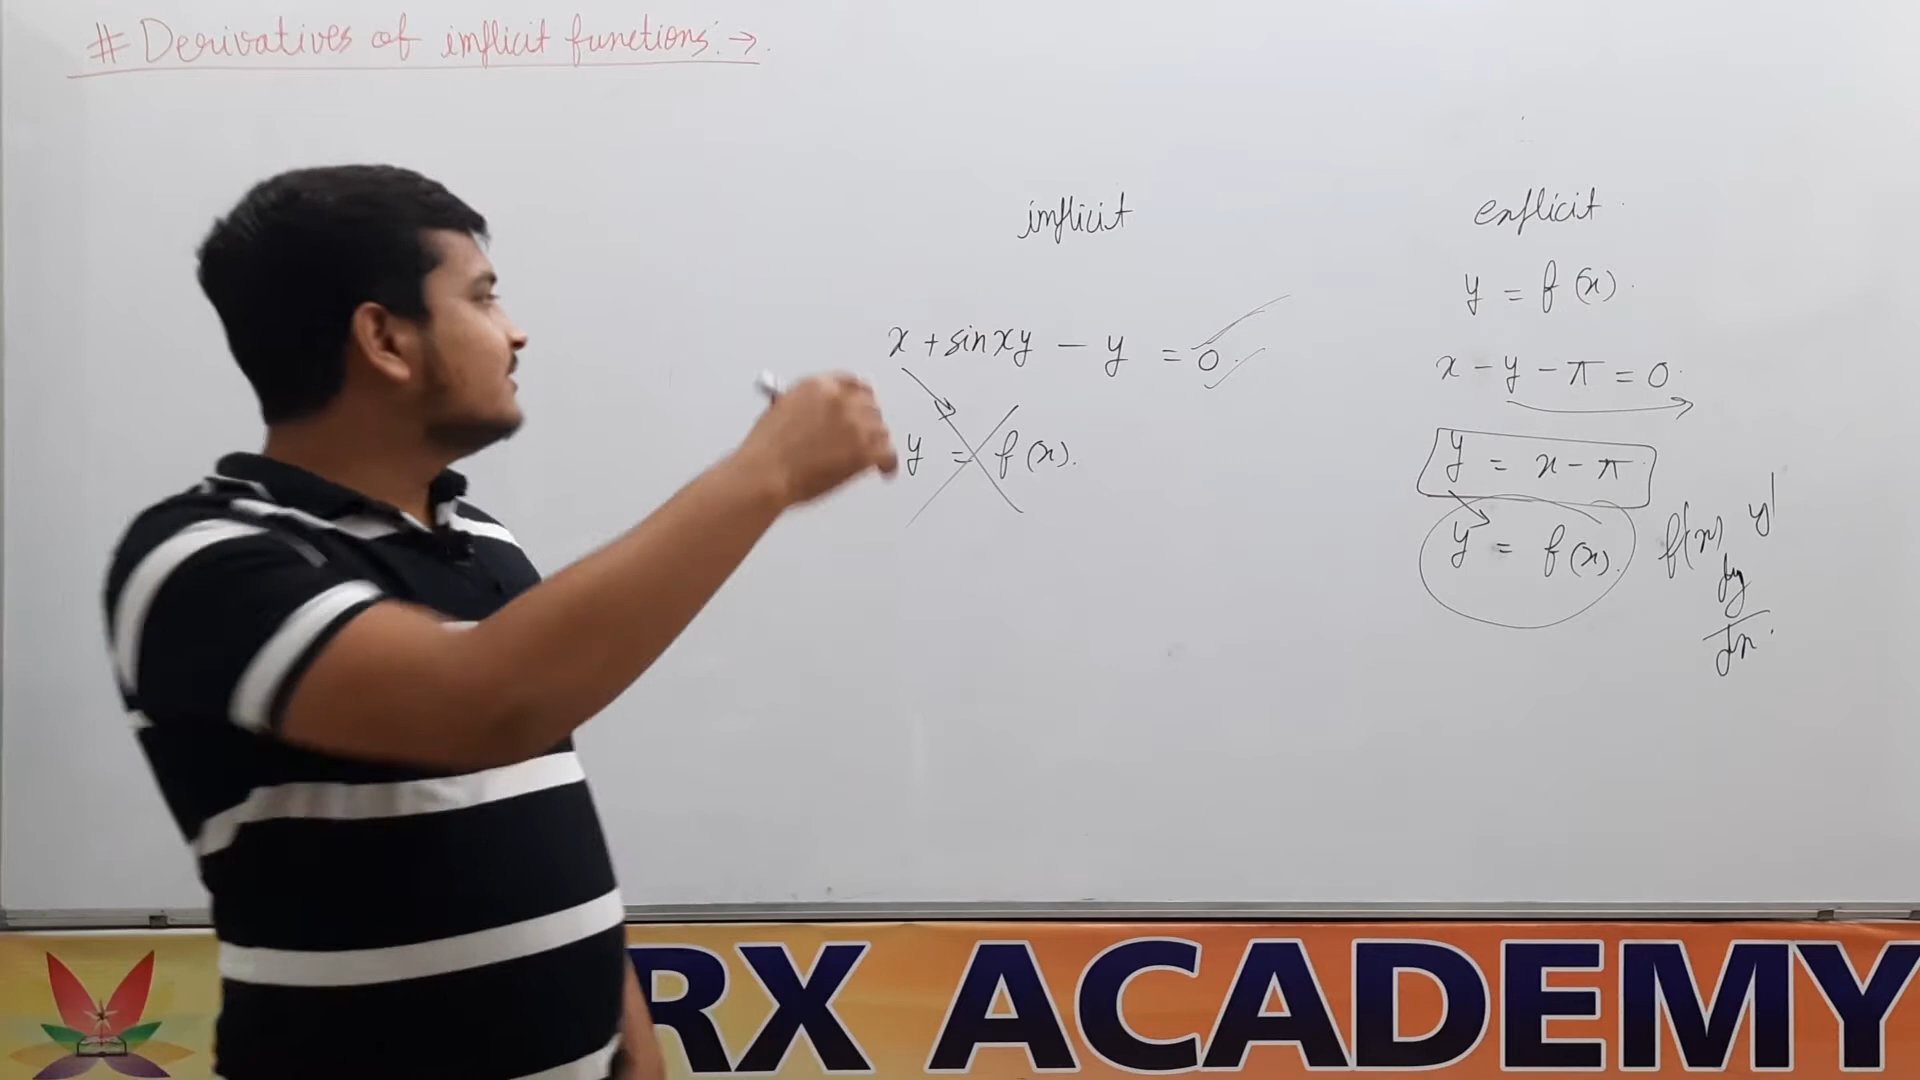 # Derivatives of implicit functions :→.
implicit
x + sin xy - y = 0.
y = f(x).
explicit
y = f(x).
x - y - π = 0.
y = x - π
y = f(x).
f'(x) y'
dy
dx.
RX ACADEMY